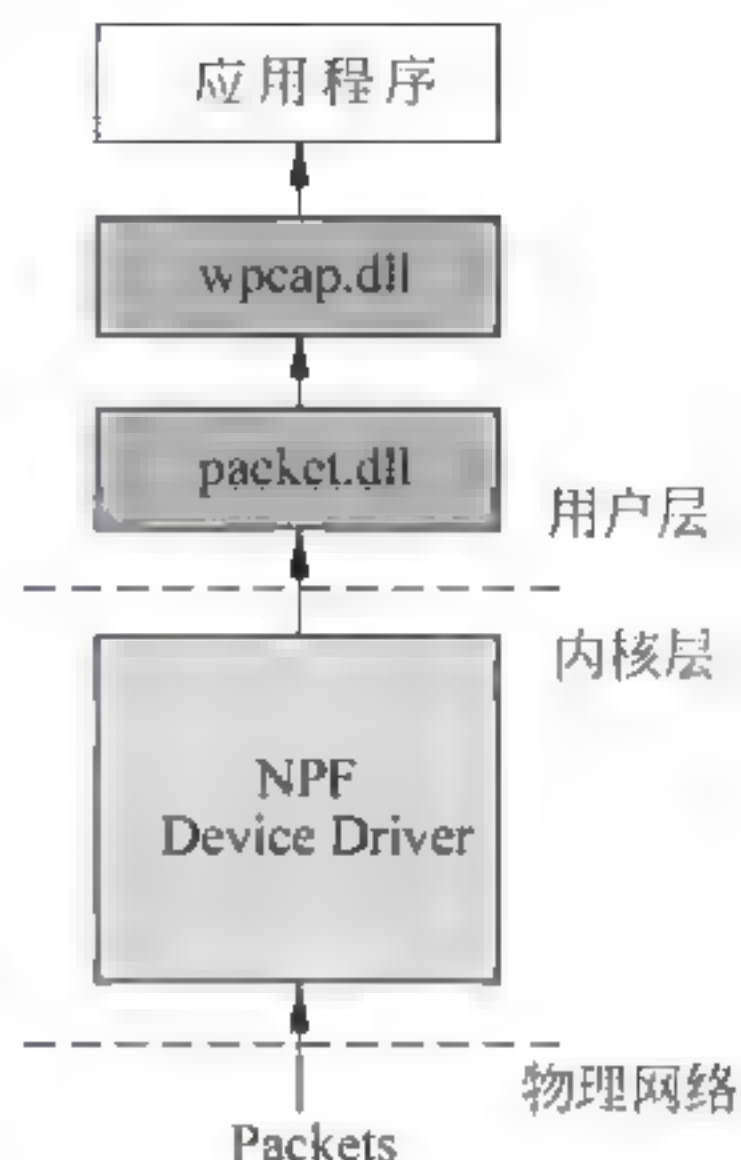 应用程序
wpcap.dll
packet.dll
用户层
内核层
NPF
Device Driver
物理网络
Packets